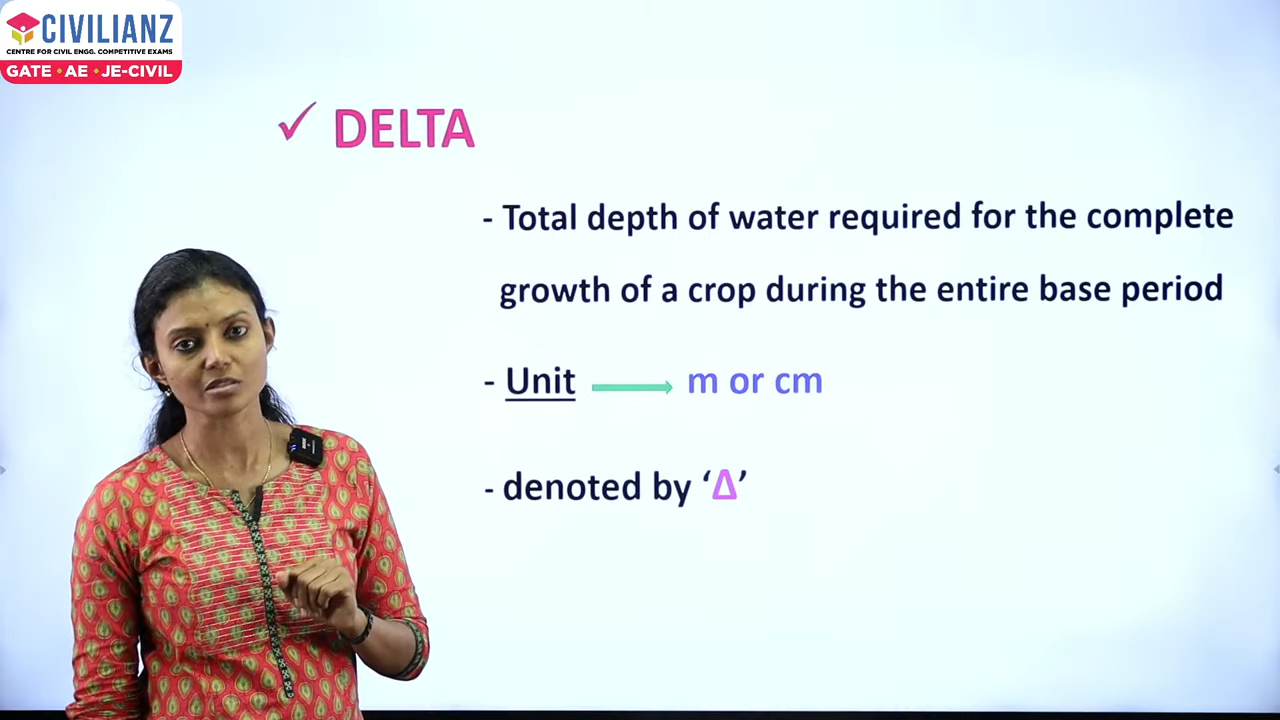 CIVILIANZ
CENTRE FOR CIVIL ENGG. COMPETITIVE EXAMS
GATE • AE • JE-CIVIL
✓ DELTA
- Total depth of water required for the complete
growth of a crop during the entire base period
- Unit → m or cm
- denoted by ‘Δ’